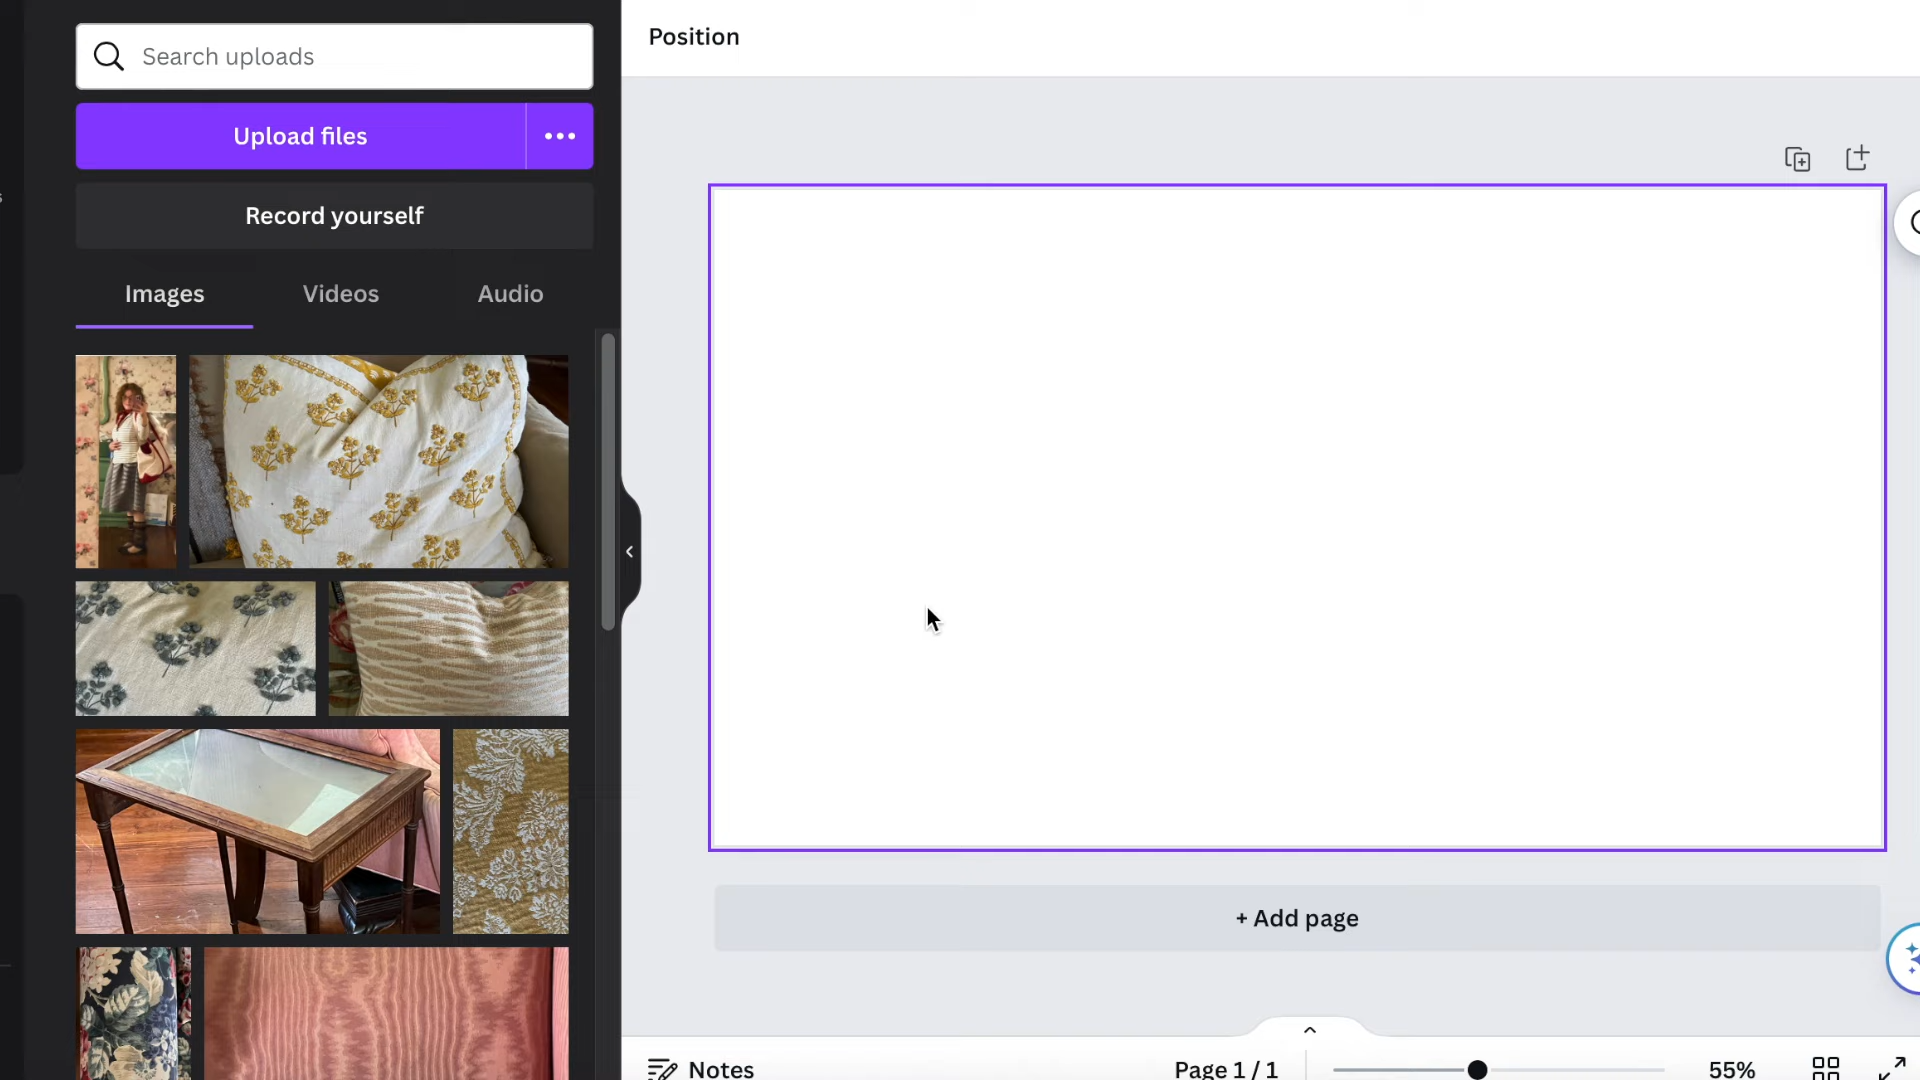 Search uploads
Position
Upload files
Record yourself
Images
Videos
Audio
+ Add page
Notes
Page 1 / 1
55%